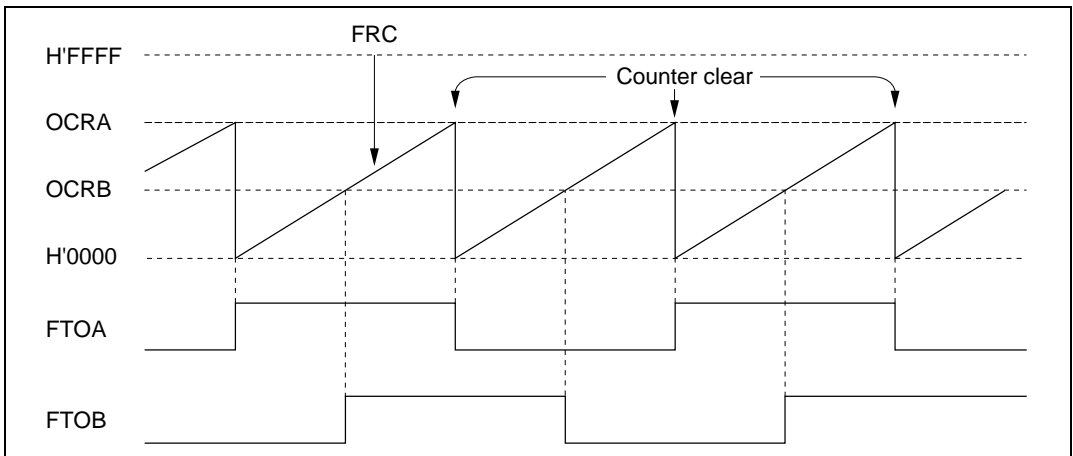 FRC
H'FFFF
Counter clear
OCRA
OCRB
H'0000
FTOA
FTOB